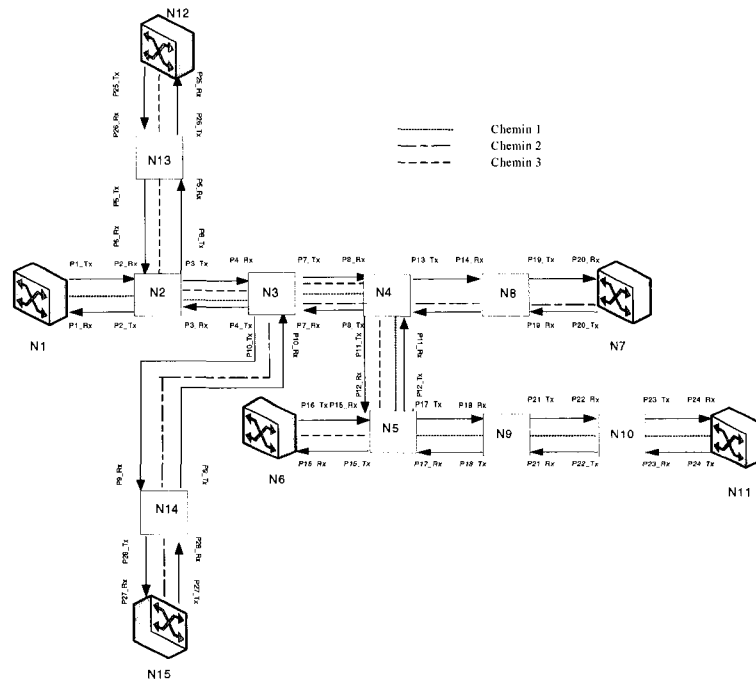 N12
P25_Tx
P25_Rx
P26_Rx
P26_Tx
N13
Chemin 1
Chemin 2
Chemin 3
P5_Tx
P5_Rx
P6_Rx
P6_Tx
P1_Tx P2_Rx P3_Tx P4_Rx P7_Tx P8_Rx P13_Tx P14_Rx P19_Tx P20_Rx
N2 N3 N4 N8
P1_Rx P2_Tx P3_Rx P4_Tx P7_Rx P8_Tx P19_Rx P20_Tx
N1
N7
P10_Tx
P10_Rx
P11_Tx
P11_Rx
P12_Rx
P12_Tx
P16_Tx P15_Rx P17_Tx P18_Rx P21_Tx P22_Rx P23_Tx P24_Rx
N5 N9 N10
P15_Tx P17_Rx P18_Tx P21_Rx P22_Tx P23_Rx P24_Tx
N6
N11
P9_Rx
P9_Tx
N14
P28_Tx
P28_Rx
P27_Rx
P27_Tx
N15